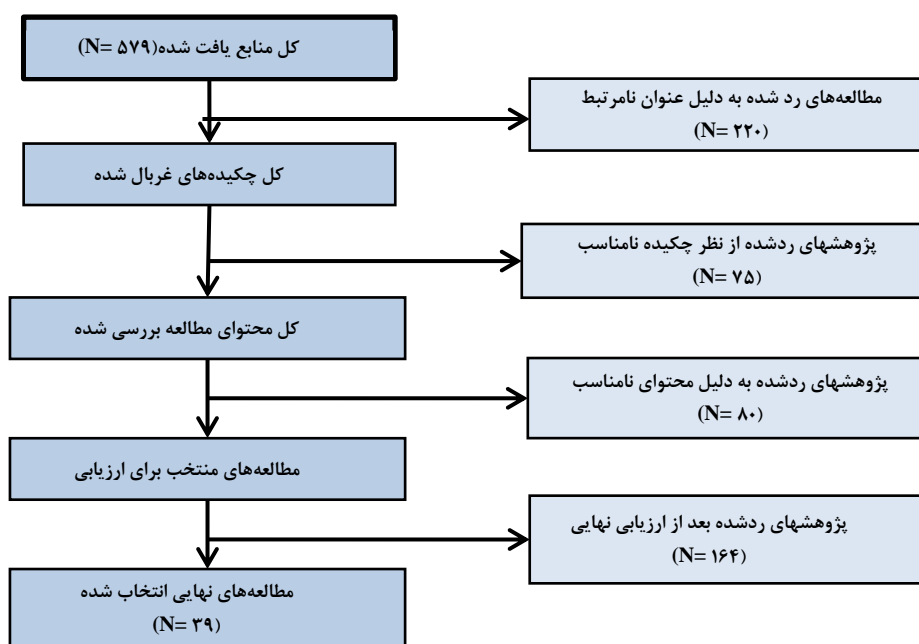 کل منابع یافت شده(N= ۵۷۹)
مطالعه‌های رد شده به دلیل عنوان نامرتبط
(N= ۲۲۰)
کل چکیده‌های غربال شده
پژوهشهای ردشده از نظر چکیده نامناسب
(N= ۷۵)
کل محتوای مطالعه بررسی شده
پژوهشهای ردشده به دلیل محتوای نامناسب
(N= ۸۰)
مطالعه‌های منتخب برای ارزیابی
پژوهشهای ردشده بعد از ارزیابی نهایی
(N= ۱۶۴)
مطالعه‌های نهایی انتخاب شده
(N= ۳۹)